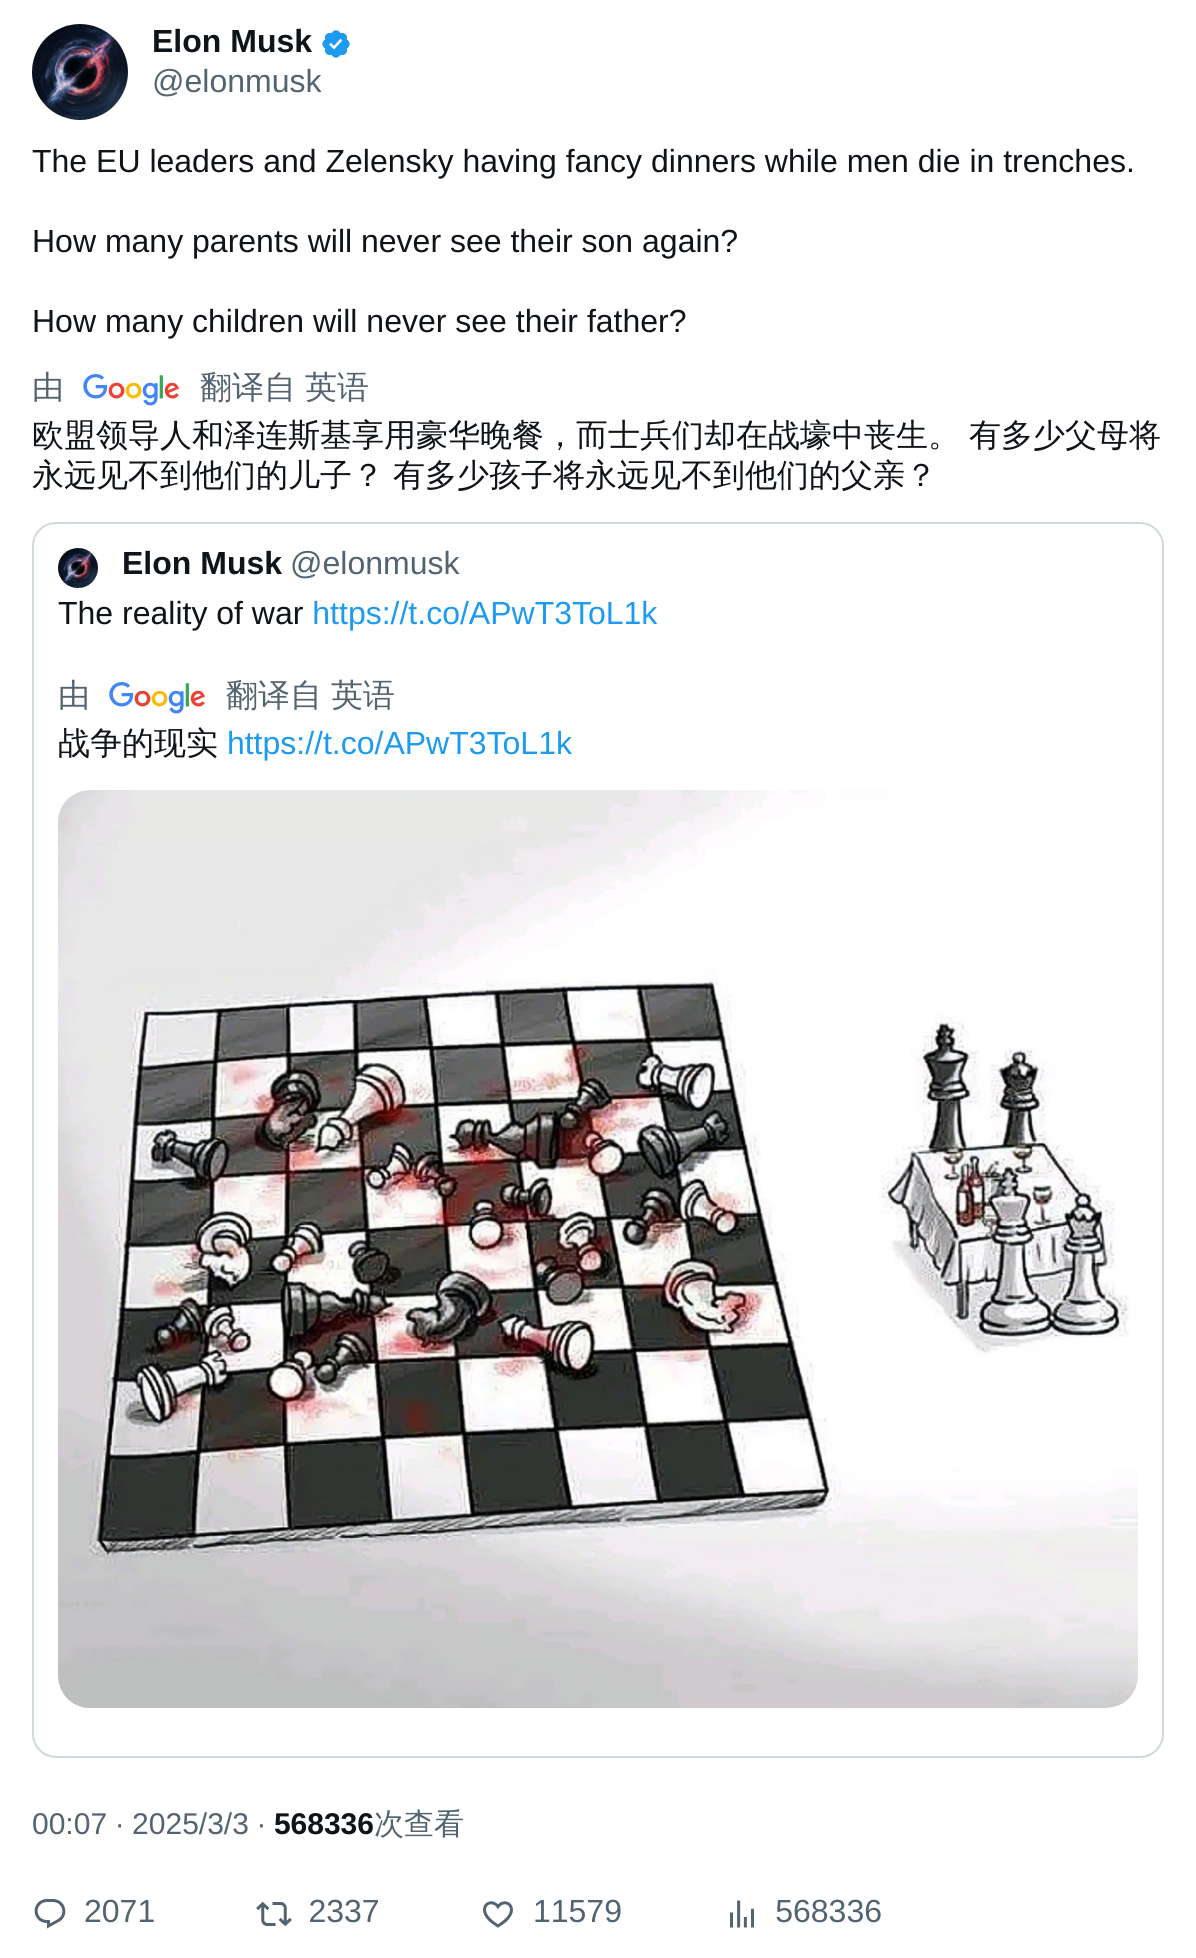 Elon Musk
@elonmusk
The EU leaders and Zelensky having fancy dinners while men die in trenches.
How many parents will never see their son again?
How many children will never see their father?
由 Google 翻译自 英语
欧盟领导人和泽连斯基享用豪华晚餐，而士兵们却在战壕中丧生。 有多少父母将
永远见不到他们的儿子？ 有多少孩子将永远见不到他们的父亲？
Elon Musk @elonmusk
The reality of war https://t.co/APwT3ToL1k
由 Google 翻译自 英语
战争的现实 https://t.co/APwT3ToL1k
00:07 · 2025/3/3 · 568336次查看
2071 2337 11579 568336